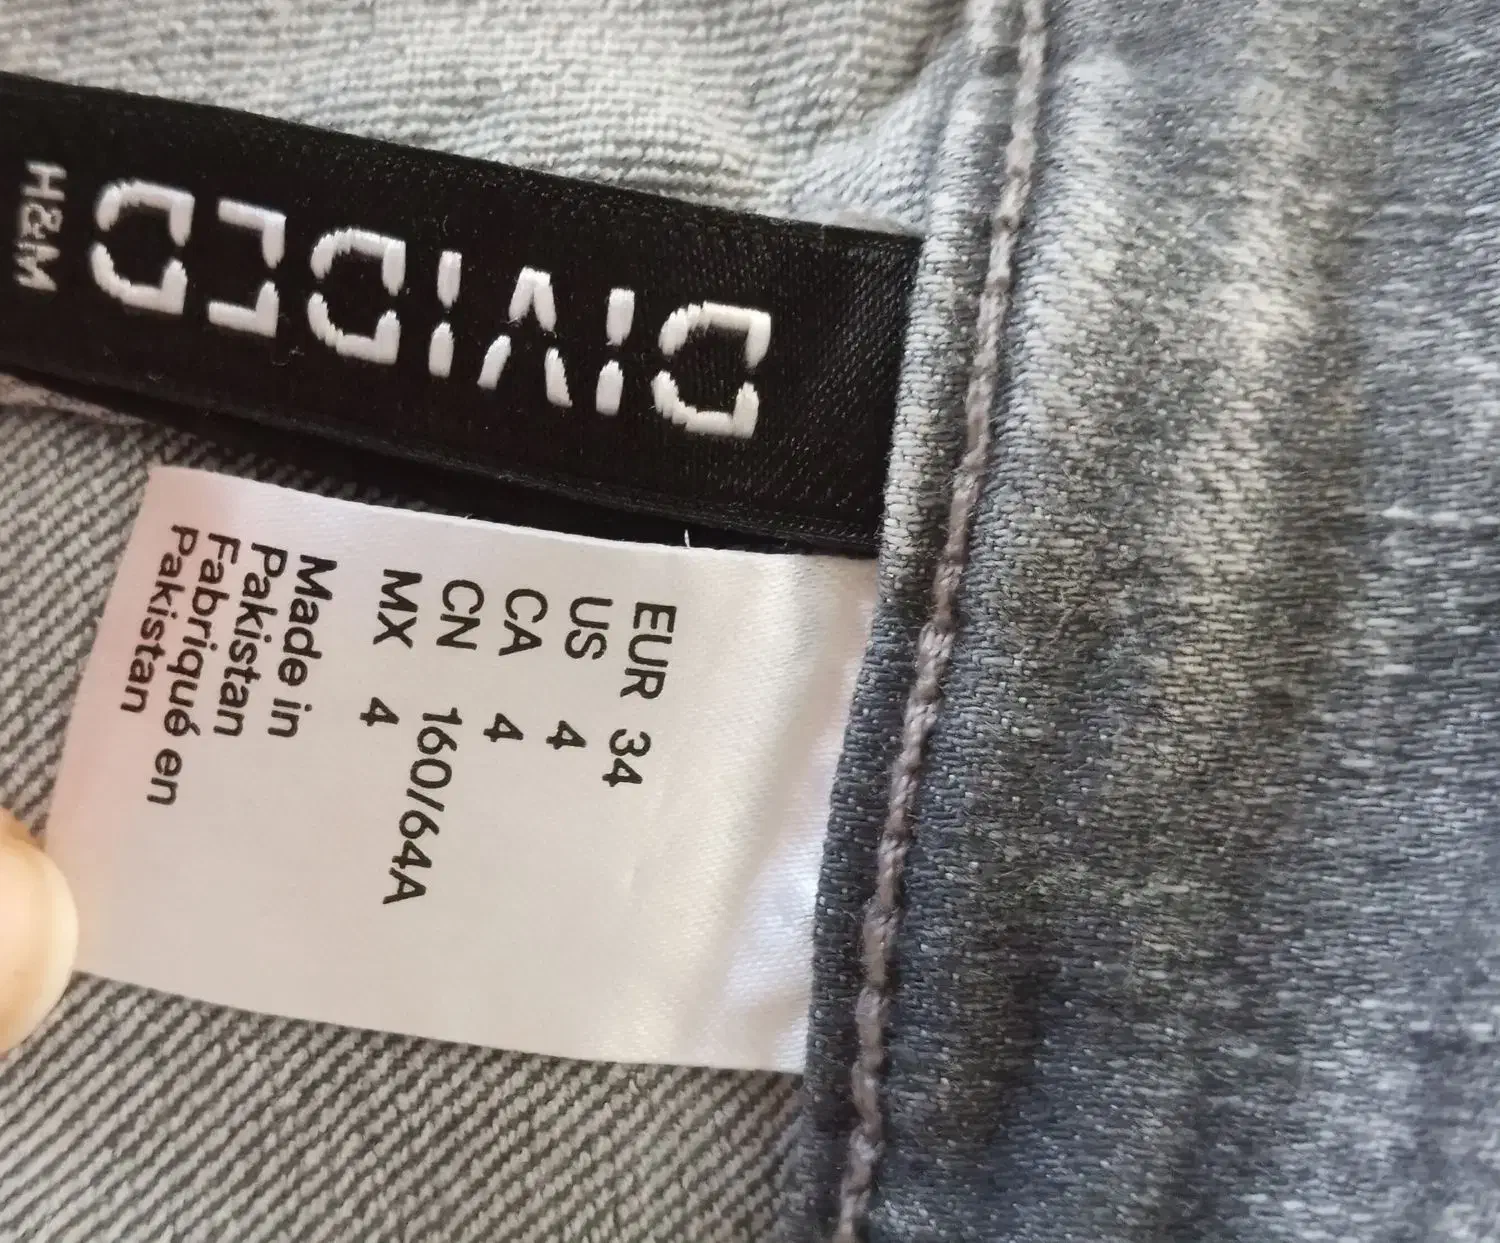 DIVIDED
H&M
EUR 34
US 4
CA 4
CN 160/64A
MX 4
Made in
Pakistan
Fabriqué en
Pakistan